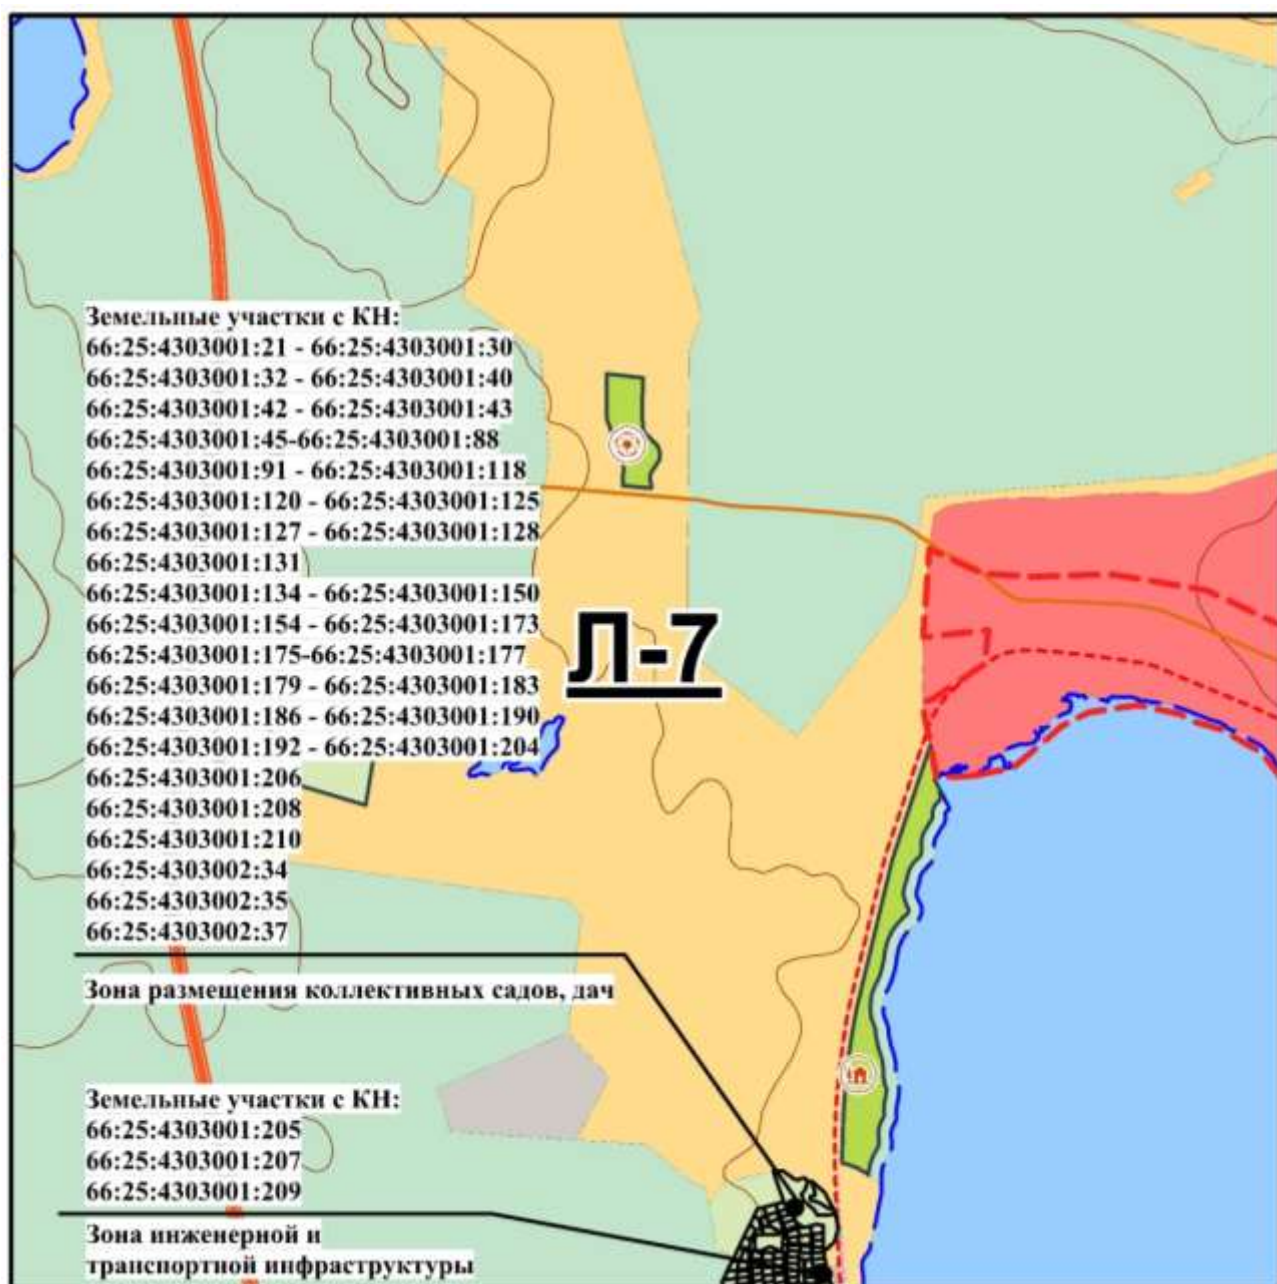 Земельные участки с КН:
66:25:4303001:21 - 66:25:4303001:30
66:25:4303001:32 - 66:25:4303001:40
66:25:4303001:42 - 66:25:4303001:43
66:25:4303001:45-66:25:4303001:88
66:25:4303001:91 - 66:25:4303001:118
66:25:4303001:120 - 66:25:4303001:125
66:25:4303001:127 - 66:25:4303001:128
66:25:4303001:131
66:25:4303001:134 - 66:25:4303001:150
66:25:4303001:154 - 66:25:4303001:173
66:25:4303001:175-66:25:4303001:177
66:25:4303001:179 - 66:25:4303001:183
66:25:4303001:186 - 66:25:4303001:190
66:25:4303001:192 - 66:25:4303001:204
66:25:4303001:206
66:25:4303001:208
66:25:4303001:210
66:25:4303002:34
66:25:4303002:35
66:25:4303002:37
Зона размещения коллективных садов, дач
Л-7
Земельные участки с КН:
66:25:4303001:205
66:25:4303001:207
66:25:4303001:209
Зона инженерной и
транспортной инфраструктуры